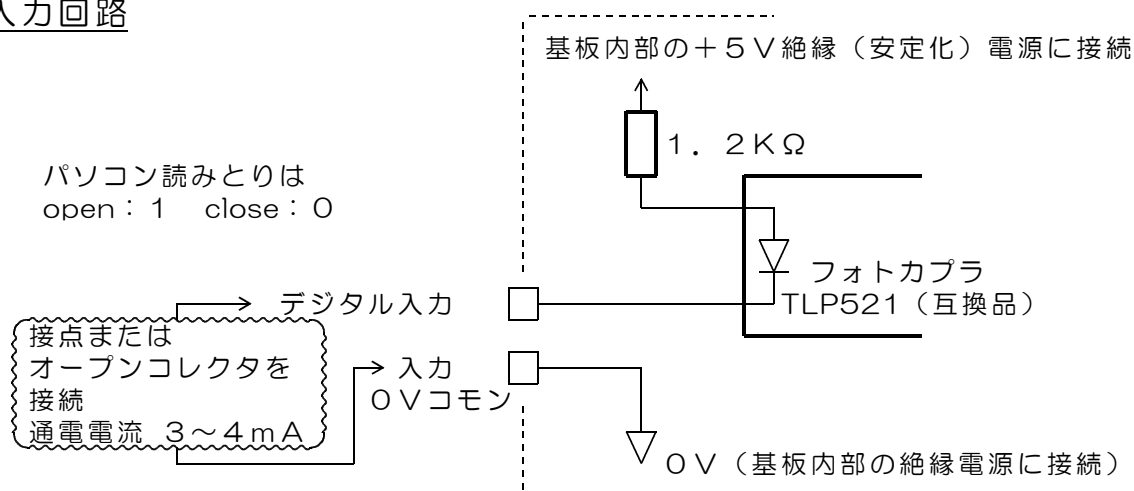 入力回路
基板内部の＋５Ｖ絶縁（安定化）電源に接続
１．２ＫΩ
パソコン読みとりは
open：１　close：０
フォトカプラ
TLP521（互換品）
デジタル入力
接点または
オープンコレクタを
接続
通電電流 ３～４ｍＡ
入力
０Ｖコモン
０Ｖ（基板内部の絶縁電源に接続）